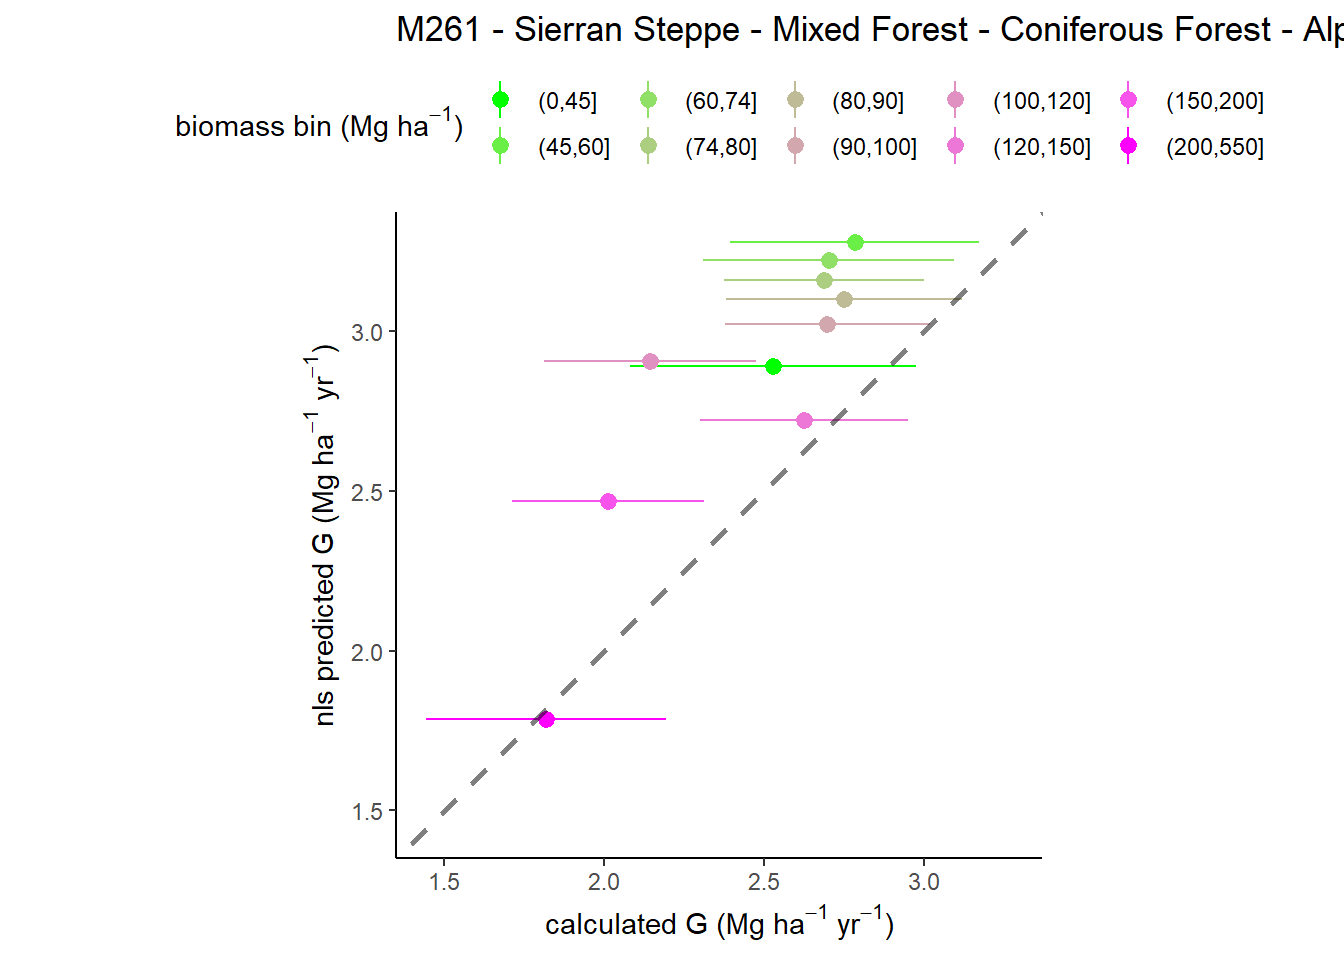 M261 - Sierran Steppe - Mixed Forest - Coniferous Forest - Alp
biomass bin (Mg ha⁻¹)
(0,45] (60,74] (80,90] (100,120] (150,200]
(45,60] (74,80] (90,100] (120,150] (200,550]
nls predicted G (Mg ha⁻¹ yr⁻¹)
3.0
2.5
2.0
1.5
1.5 2.0 2.5 3.0
calculated G (Mg ha⁻¹ yr⁻¹)